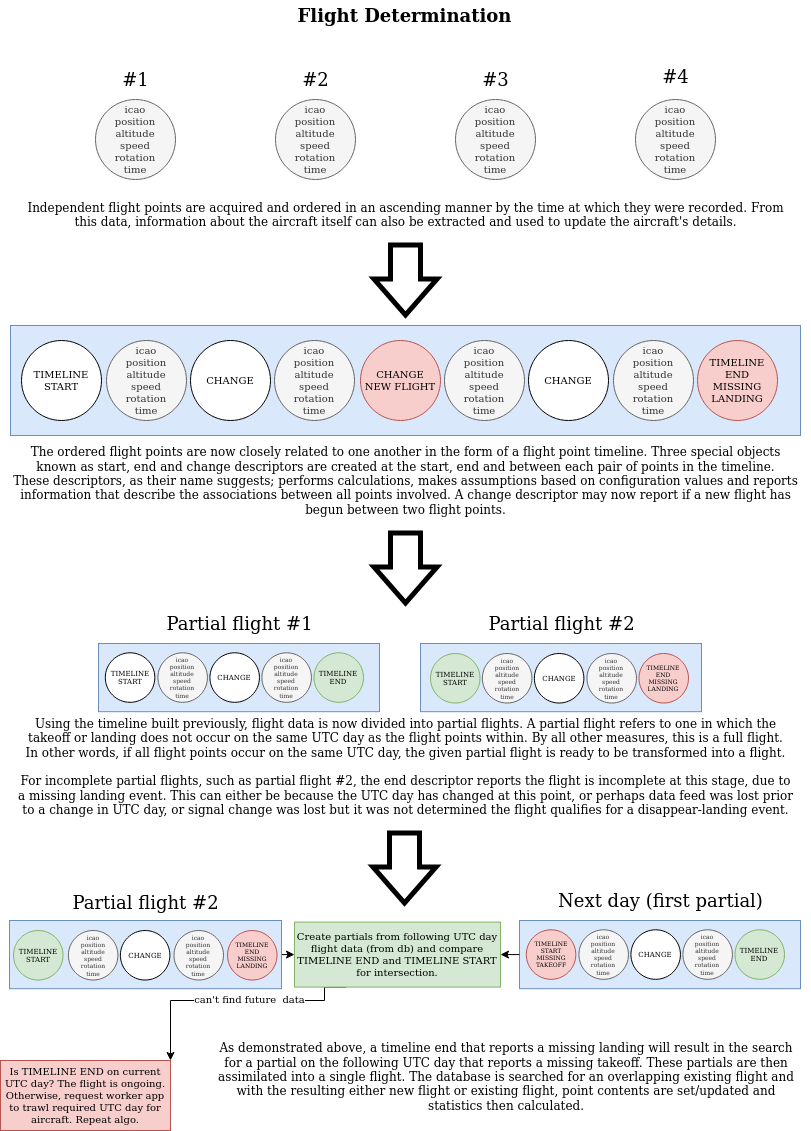 Flight Determination
#1
#2
#3
#4
icao
position
altitude
speed
rotation
time
icao
position
altitude
speed
rotation
time
icao
position
altitude
speed
rotation
time
icao
position
altitude
speed
rotation
time
Independent flight points are acquired and ordered in an ascending manner by the time at which they were recorded. From
this data, information about the aircraft itself can also be extracted and used to update the aircraft's details.
TIMELINE
START
icao
position
altitude
speed
rotation
time
CHANGE
icao
position
altitude
speed
rotation
time
CHANGE
NEW FLIGHT
icao
position
altitude
speed
rotation
time
CHANGE
icao
position
altitude
speed
rotation
time
TIMELINE
END
MISSING
LANDING
The ordered flight points are now closely related to one another in the form of a flight point timeline. Three special objects
known as start, end and change descriptors are created at the start, end and between each pair of points in the timeline.
These descriptors, as their name suggests; performs calculations, makes assumptions based on configuration values and reports
information that describe the associations between all points involved. A change descriptor may now report if a new flight has
begun between two flight points.
Partial flight #1
TIMELINE
START
icao
position
altitude
speed
rotation
time
CHANGE
icao
position
altitude
speed
rotation
time
TIMELINE
END
Partial flight #2
TIMELINE
START
icao
position
altitude
speed
rotation
time
CHANGE
icao
position
altitude
speed
rotation
time
TIMELINE
END
MISSING
LANDING
Using the timeline built previously, flight data is now divided into partial flights. A partial flight refers to one in which the
takeoff or landing does not occur on the same UTC day as the flight points within. By all other measures, this is a full flight.
In other words, if all flight points occur on the same UTC day, the given partial flight is ready to be transformed into a flight.
For incomplete partial flights, such as partial flight #2, the end descriptor reports the flight is incomplete at this stage, due to
a missing landing event. This can either be because the UTC day has changed at this point, or perhaps data feed was lost prior
to a change in UTC day, or signal change was lost but it was not determined the flight qualifies for a disappear-landing event.
Partial flight #2
TIMELINE
START
icao
position
altitude
speed
rotation
time
CHANGE
icao
position
altitude
speed
rotation
time
TIMELINE
END
MISSING
LANDING
Create partials from following UTC day
flight data (from db) and compare
TIMELINE END and TIMELINE START
for intersection.
Next day (first partial)
TIMELINE
START
MISSING
TAKEOFF
icao
position
altitude
speed
rotation
time
CHANGE
icao
position
altitude
speed
rotation
time
TIMELINE
END
can't find future data
Is TIMELINE END on current
UTC day? The flight is ongoing.
Otherwise, request worker app
to trawl required UTC day for
aircraft. Repeat algo.
As demonstrated above, a timeline end that reports a missing landing will result in the search
for a partial on the following UTC day that reports a missing takeoff. These partials are then
assimilated into a single flight. The database is searched for an overlapping existing flight and
with the resulting either new flight or existing flight, point contents are set/updated and
statistics then calculated.